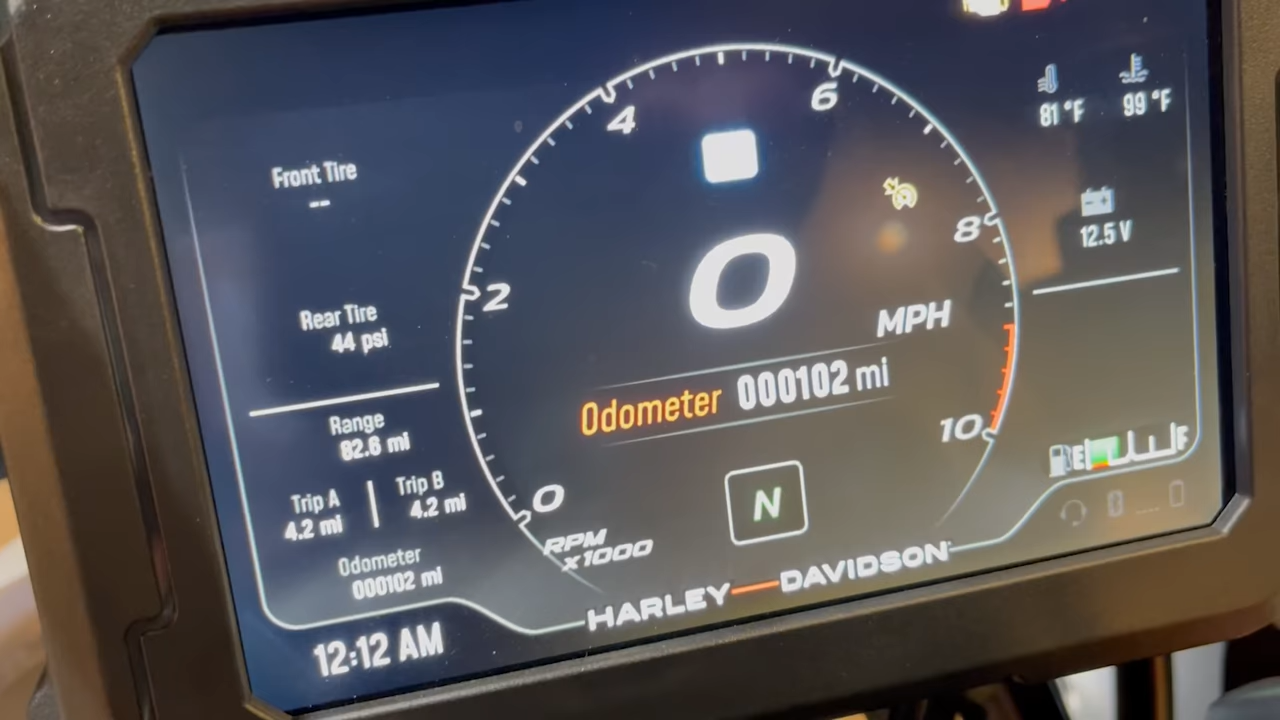 Front Tire
--
Rear Tire
44 psi
Range
82.6 mi
Trip A
4.2 mi
Trip B
4.2 mi
Odometer
000102 mi
12:12 AM
0
2
4
6
8
10
RPM
x1000
0
MPH
Odometer 000102 mi
N
HARLEY-DAVIDSON
81 °F
99 °F
12.5 V
E F